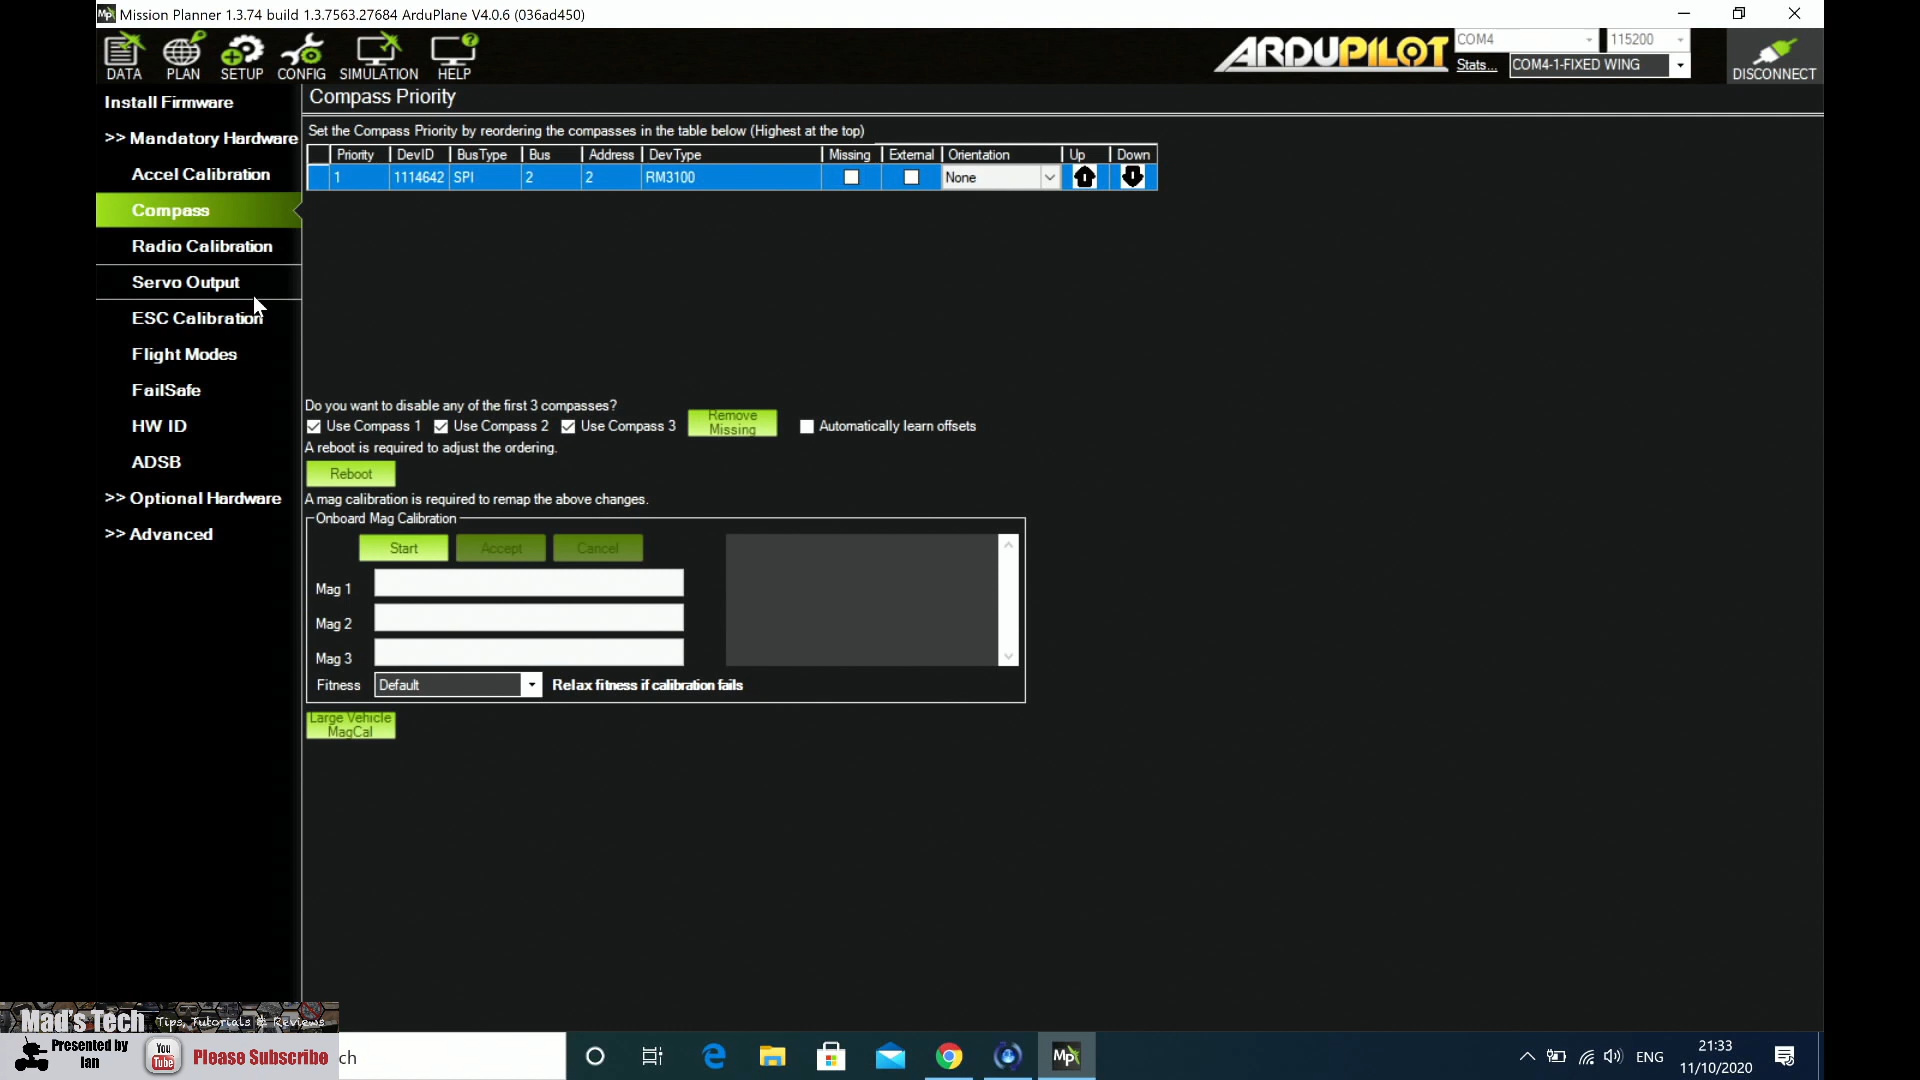 Mission Planner 1.3.74 build 1.3.7563.27684 ArduPlane V4.0.6 (036ad450)
DATA PLAN SETUP CONFIG SIMULATION HELP
ARDUPILOT
COM4 115200
Stats... COM4-1-FIXED WING
DISCONNECT
Install Firmware
>> Mandatory Hardware
Accel Calibration
Compass
Radio Calibration
Servo Output
ESC Calibration
Flight Modes
FailSafe
HW ID
ADSB
>> Optional Hardware
>> Advanced
Compass Priority
Set the Compass Priority by reordering the compasses in the table below (Highest at the top)
Priority DevID BusType Bus Address DevType Missing External Orientation Up Down
1 1114642 SPI 2 2 RM3100 None
Do you want to disable any of the first 3 compasses?
Use Compass 1 Use Compass 2 Use Compass 3 Remove Missing Automatically learn offsets
A reboot is required to adjust the ordering.
Reboot
A mag calibration is required to remap the above changes.
Onboard Mag Calibration
Start Accept Cancel
Mag 1
Mag 2
Mag 3
Fitness Default Relax fitness if calibration fails
Large Vehicle
MagCal
Mad's Tech Tips, Tutorials & Reviews
Presented by
Ian
You
Tube
Please Subscribe
ch
Mp
ENG
21:33
11/10/2020